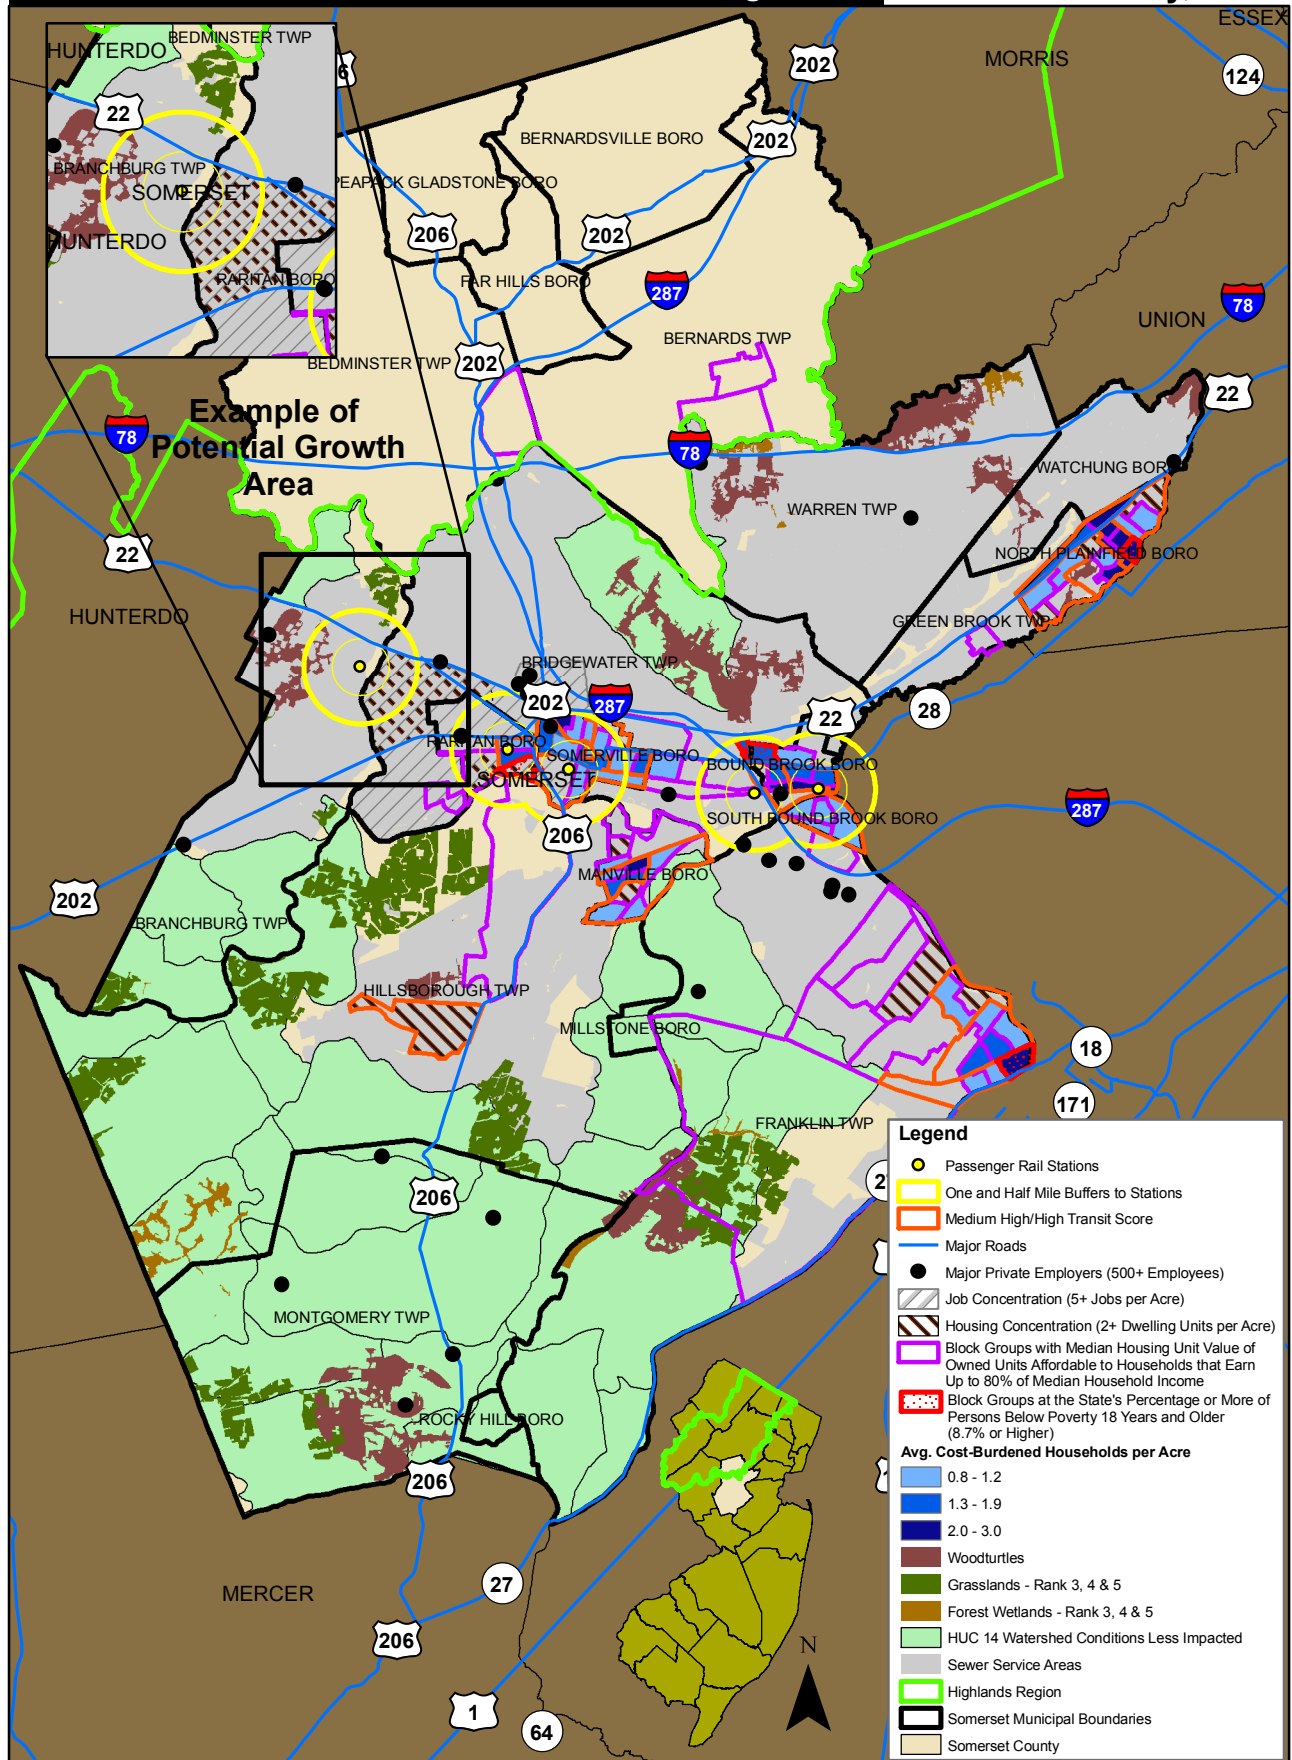 ESSEX
HUNTERDO
BEDMINSTER TWP
22
BRANCHBURG TWP
SOMERSET
HUNTERDO
RARITAN BORO
6
202
MORRIS
124
BERNARDSVILLE BORO
202
PEAPACK GLADSTONE BORO
206
202
FAR HILLS BORO
287
78
UNION
BERNARDS TWP
BEDMINSTER TWP
202
22
Example of
Potential Growth
Area
78
78
WATCHUNG BOR
WARREN TWP
22
NORTH PLAINFIELD BORO
HUNTERDO
GREEN BROOK TWP
BRIDGEWATER TWP
202
287
22
28
RARITAN BORO
SOMERVILLE BORO
BOUND BROOK BORO
SOMERSET
287
SOUTH BOUND BROOK BORO
206
MANVILLE BORO
202
BRANCHBURG TWP
HILLSBOROUGH TWP
MILLSTONE BORO
18
171
FRANKLIN TWP
206
2
MONTGOMERY TWP
ROCKY HILL BORO
206
MERCER
27
206
1
64
N
Legend
Passenger Rail Stations
One and Half Mile Buffers to Stations
Medium High/High Transit Score
Major Roads
Major Private Employers (500+ Employees)
Job Concentration (5+ Jobs per Acre)
Housing Concentration (2+ Dwelling Units per Acre)
Block Groups with Median Housing Unit Value of
Owned Units Affordable to Households that Earn
Up to 80% of Median Household Income
Block Groups at the State's Percentage or More of
Persons Below Poverty 18 Years and Older
(8.7% or Higher)
Avg. Cost-Burdened Households per Acre
0.8 - 1.2
1.3 - 1.9
2.0 - 3.0
Woodturtles
Grasslands - Rank 3, 4 & 5
Forest Wetlands - Rank 3, 4 & 5
HUC 14 Watershed Conditions Less Impacted
Sewer Service Areas
Highlands Region
Somerset Municipal Boundaries
Somerset County